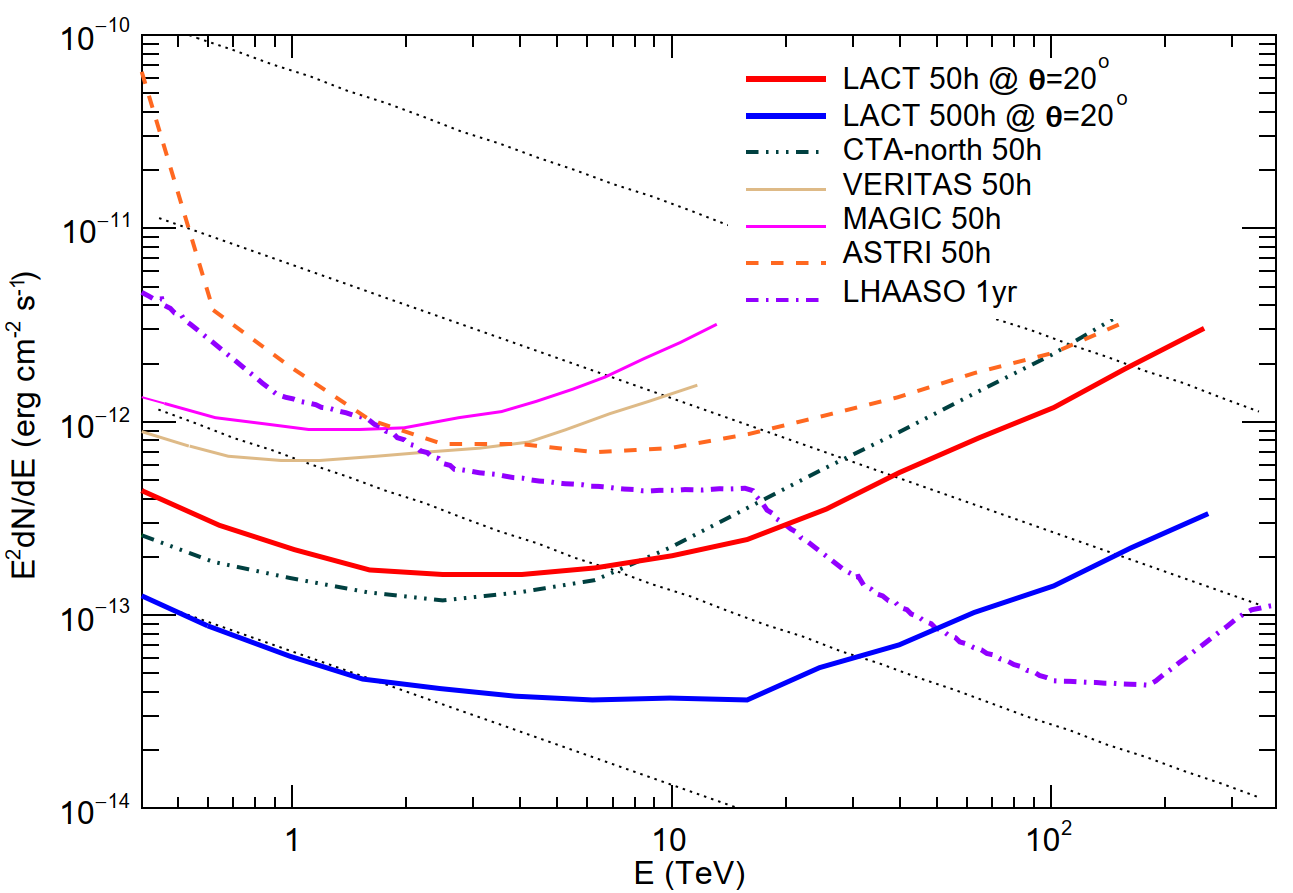 10⁻¹⁰
10⁻¹¹
10⁻¹²
10⁻¹³
10⁻¹⁴
E²dN/dE (erg cm⁻² s⁻¹)
LACT 50h @ θ=20°
LACT 500h @ θ=20°
CTA-north 50h
VERITAS 50h
MAGIC 50h
ASTRI 50h
LHAASO 1yr
1 10 10²
E (TeV)